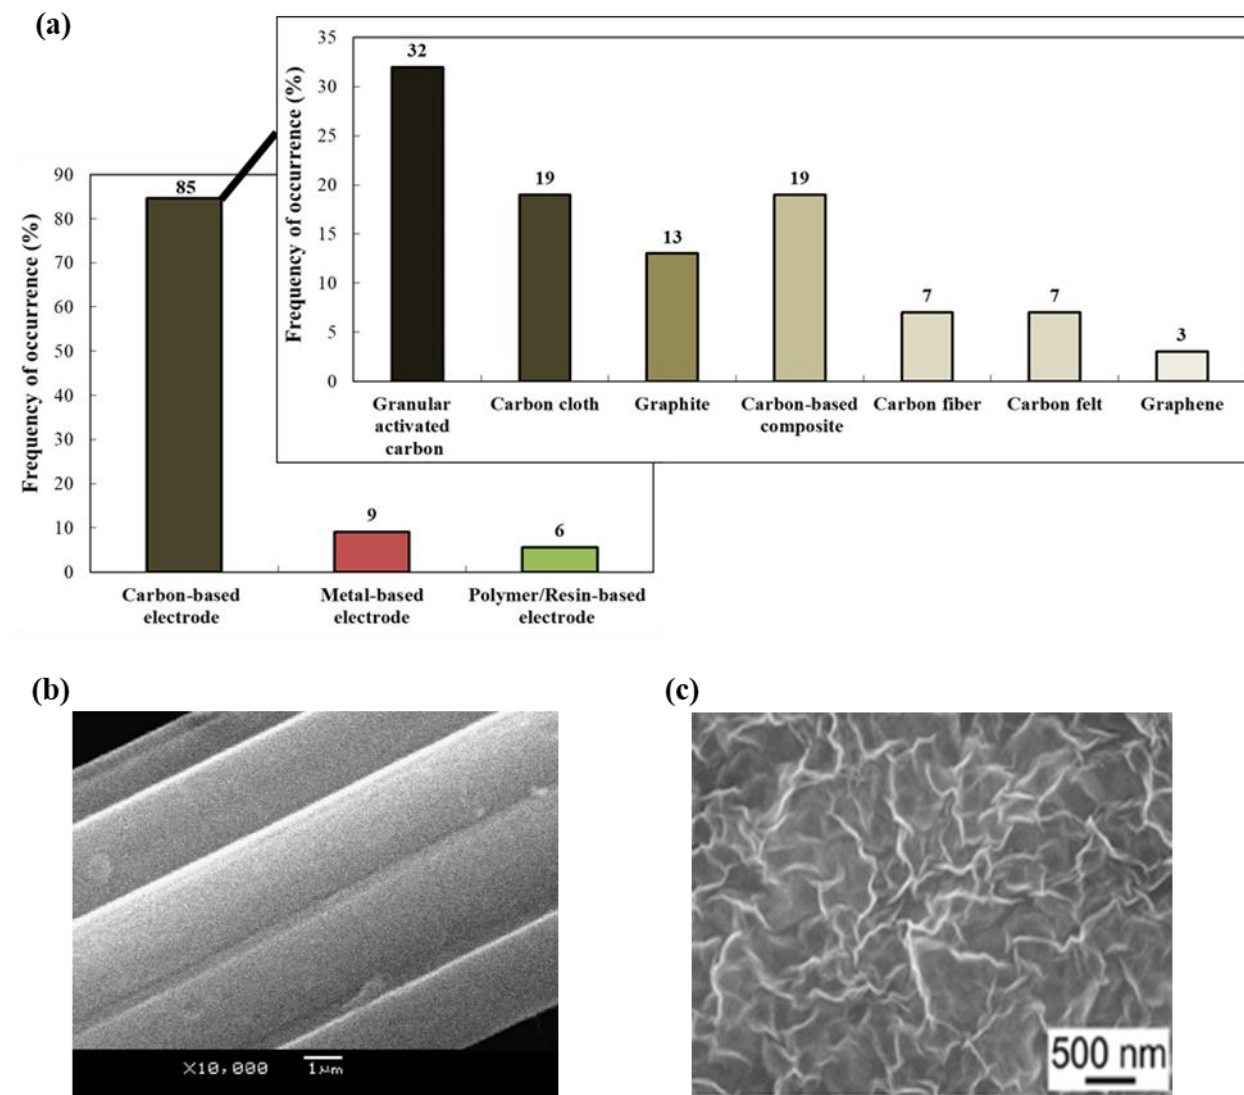 (a)
Frequency of occurrence (%)
35
30
25
20
15
10
5
0
32
19
13
19
7
7
3
Granular
activated
carbon
Carbon cloth
Graphite
Carbon-based
composite
Carbon fiber
Carbon felt
Graphene
Frequency of occurrence (%)
90
80
70
60
50
40
30
20
10
0
85
9
6
Carbon-based
electrode
Metal-based
electrode
Polymer/Resin-based
electrode
(b)
X10,000 1μm
(c)
500 nm